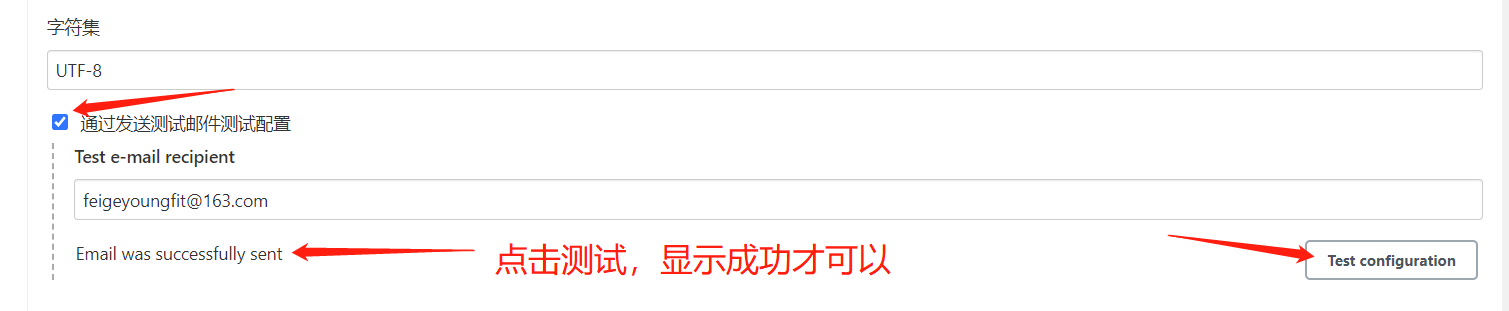 字符集
UTF-8
通过发送测试邮件测试配置
Test e-mail recipient
feigeyoungfit@163.com
Email was successfully sent
点击测试，显示成功才可以
Test configuration